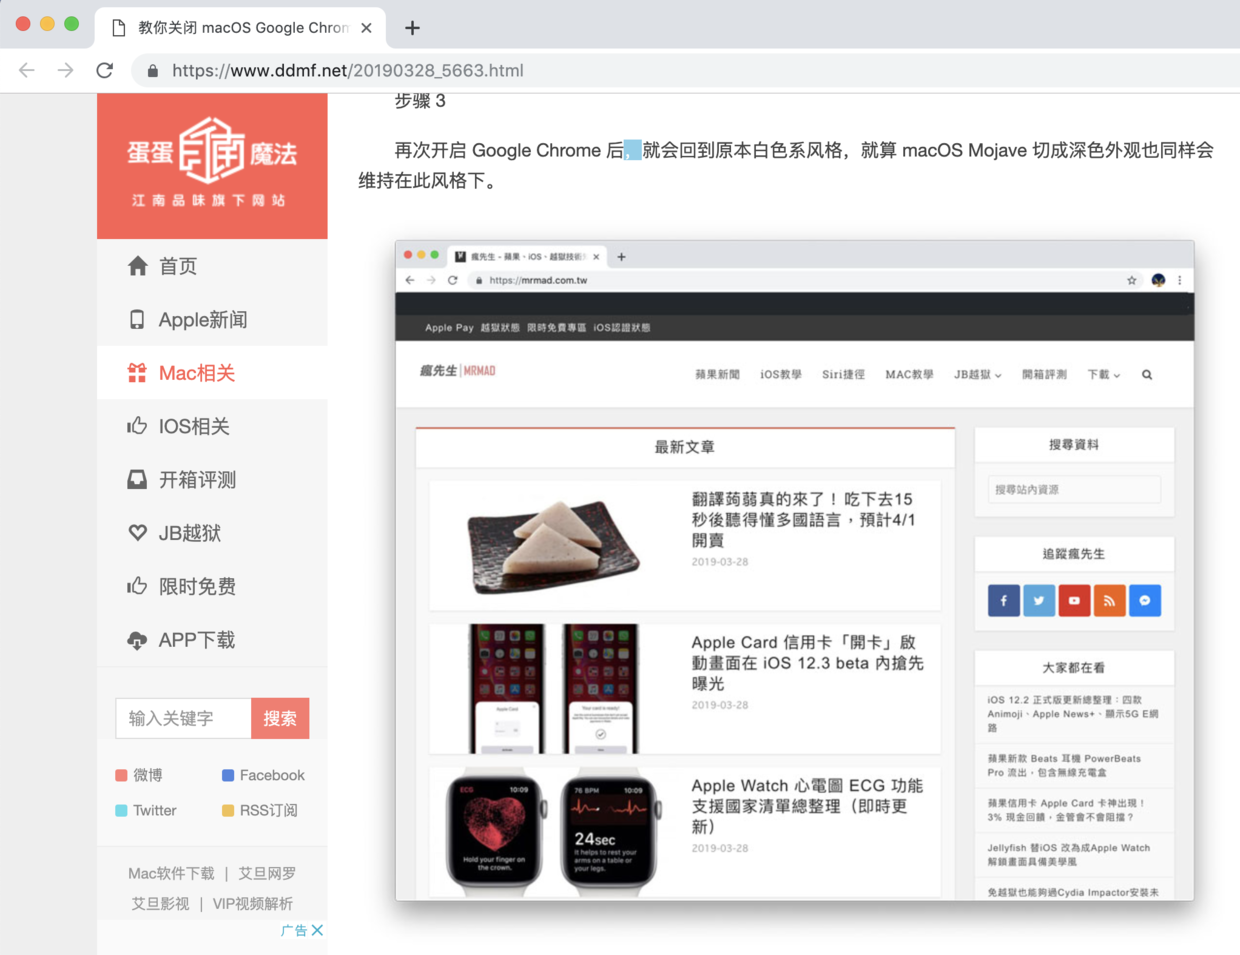 教你关闭 macOS Google Chrom
https://www.ddmf.net/20190328_5663.html
蛋蛋
魔法
江南品味旗下网站
首页
Apple新闻
Mac相关
IOS相关
开箱评测
JB越狱
限时免费
APP下载
输入关键字
搜索
微博
Facebook
Twitter
RSS订阅
Mac软件下载 | 艾旦网罗
艾旦影视 | VIP视频解析
广告
步骤 3
再次开启 Google Chrome 后，就会回到原本白色系风格，就算 macOS Mojave 切成深色外观也同样会
维持在此风格下。
瘋先生 - 蘋果、iOS、越獄技術
https://mrmad.com.tw
Apple Pay 越獄狀態 限時免費專區 iOS認證狀態
瘋先生|MRMAD
蘋果新聞 iOS教學 Siri捷徑 MAC教學 JB越獄 開箱評測 下載
最新文章
翻譯蒟蒻真的來了！吃下去15
秒後聽得懂多國語言，預計4/1
開賣
2019-03-28
Apple Card
Your card is ready!
Apple Card 信用卡「開卡」啟
動畫面在 iOS 12.3 beta 內搶先
曝光
2019-03-28
ECG 10:09
Hold your finger on
the crown.
76 BPM 10:09
24sec
It helps to rest your
arms on a table or
your legs.
Apple Watch 心電圖 ECG 功能
支援國家清單總整理（即時更
新）
2019-03-28
搜尋資料
搜尋站內資源
追蹤瘋先生
大家都在看
iOS 12.2 正式版更新總整理：四款
Animoji、Apple News+、顯示5G E網
路
蘋果新款 Beats 耳機 PowerBeats
Pro 流出，包含無線充電盒
蘋果信用卡 Apple Card 卡神出現！
3% 現金回饋，金管會不會阻擋？
Jellyfish 替iOS 改為成Apple Watch
解鎖畫面具備美學風
免越獄也能夠過Cydia Impactor安裝未